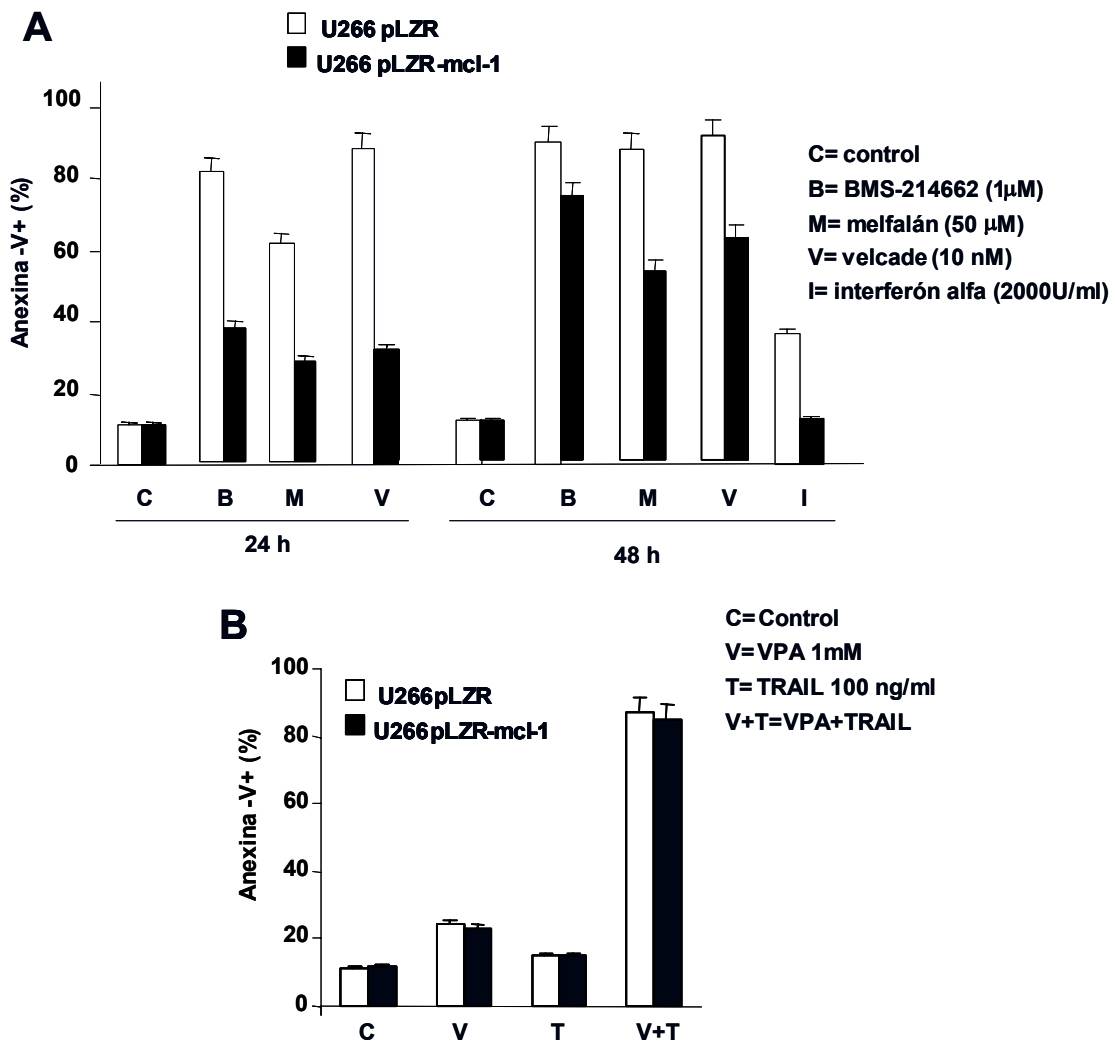 A
U266 pLZR
U266 pLZR-mcl-1
Anexina -V+ (%)
100
80
60
40
20
0
C B M V C B M V I
24 h 48 h
C= control
B= BMS-214662 (1µM)
M= melfalán (50 µM)
V= velcade (10 nM)
I= interferón alfa (2000U/ml)
B
U266pLZR
U266pLZR-mcl-1
Anexina -V+ (%)
100
80
60
40
20
0
C V T V+T
C=Control
V=VPA 1mM
T=TRAIL 100 ng/ml
V+T=VPA+TRAIL